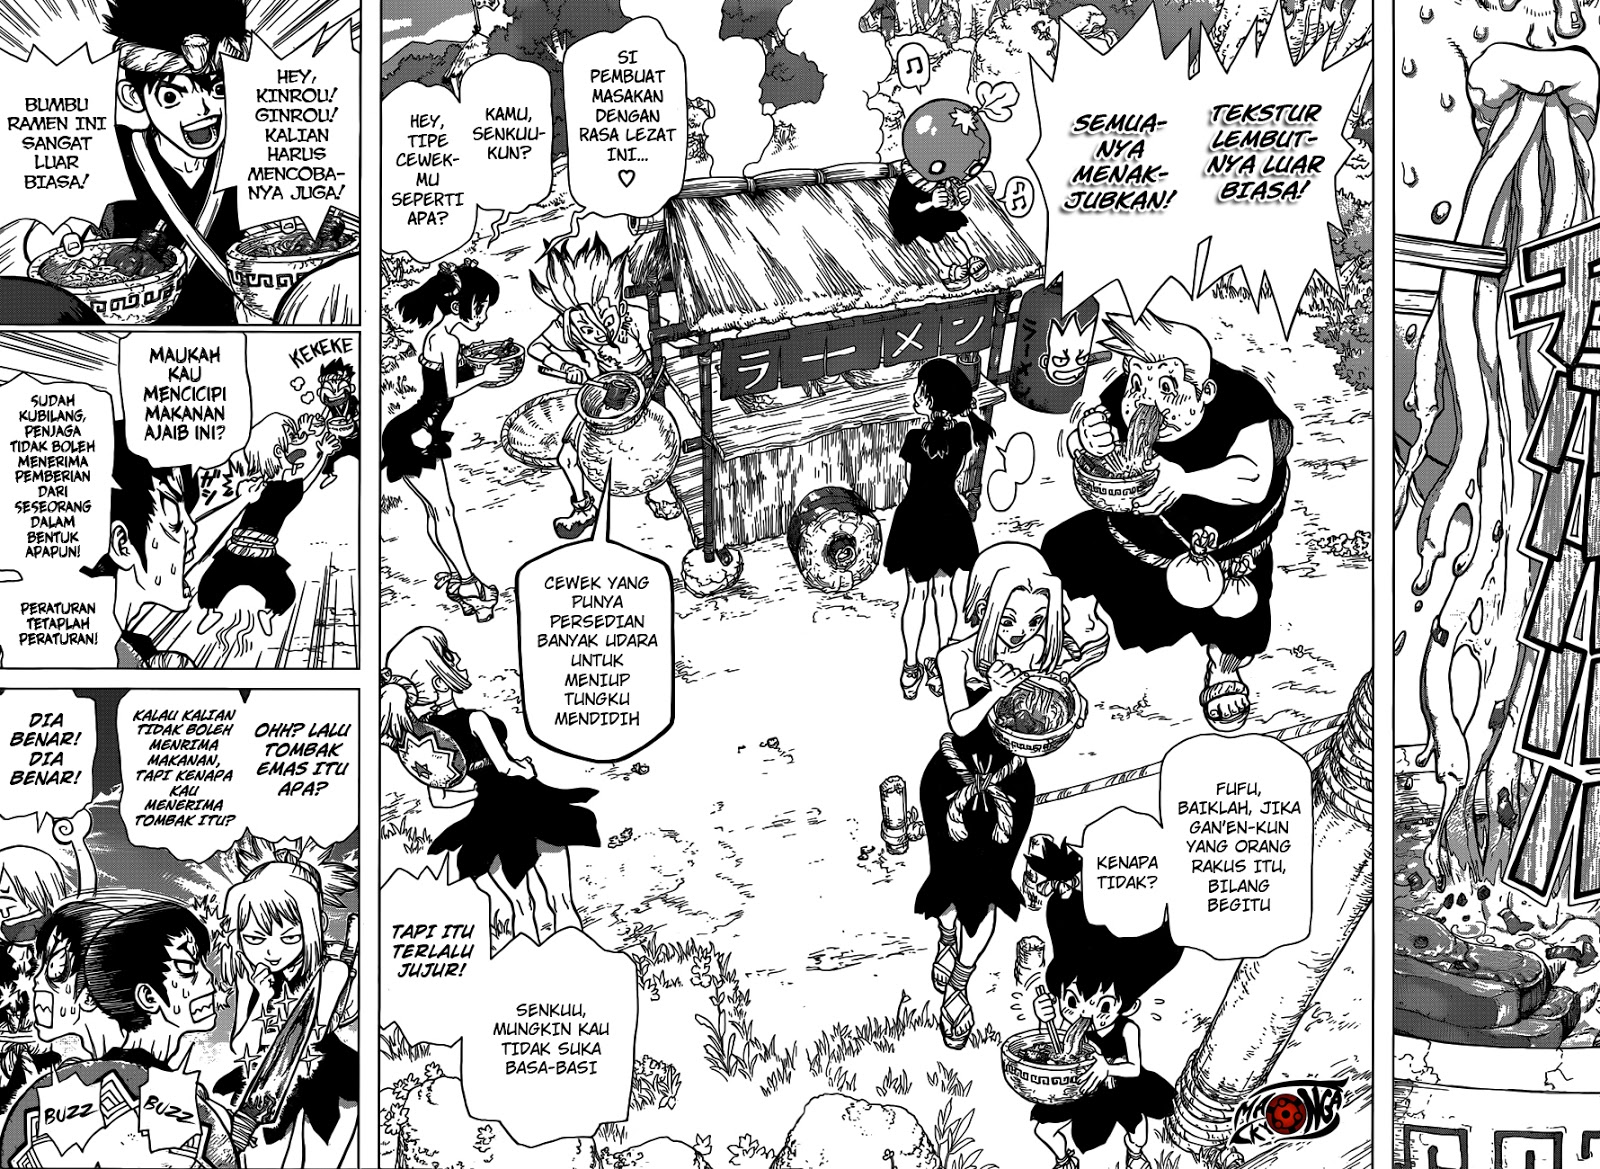 TEKSTUR
LEMBUT-
NYA LUAR
BIASA!
SEMUA-
NYA
MENAK-
JUBKAN!
SI
PEMBUAT
MASAKAN
DENGAN
RASA LEZAT
INI...
♡
KAMU,
SENKUU-
KUN?
HEY,
TIPE
CEWEK-
MU
SEPERTI
APA?
ラーメン
ラーメン
CEWEK YANG
PUNYA
PERSEDIAN
BANYAK UDARA
UNTUK
MENIUP
TUNGKU
MENDIDIH
FUFU,
BAIKLAH, JIKA
GAN'EN-KUN
YANG ORANG
RAKUS ITU,
BILANG
BEGITU
KENAPA
TIDAK?
TAPI ITU
TERLALU
JUJUR!
SENKUU,
MUNGKIN KAU
TIDAK SUKA
BASA-BASI
HEY,
KINROU!
GINROU!
KALIAN
HARUS
MENCOBA-
NYA JUGA!
BUMBU
RAMEN INI
SANGAT
LUAR
BIASA!
KEKEKE
MAUKAH
KAU
MENCICIPI
MAKANAN
AJAIB INI?
SUDAH
KUBILANG,
PENJAGA
TIDAK BOLEH
MENERIMA
PEMBERIAN
DARI
SESEORANG
DALAM
BENTUK
APAPUN!
PERATURAN
TETAPLAH
PERATURAN!
OHH? LALU
TOMBAK
EMAS ITU
APA?
KALAU KALIAN
TIDAK BOLEH
MENRIMA
MAKANAN,
TAPI KENAPA
KAU
MENERIMA
TOMBAK ITU?
DIA
BENAR!
DIA
BENAR!
BUZZ
BUZZ